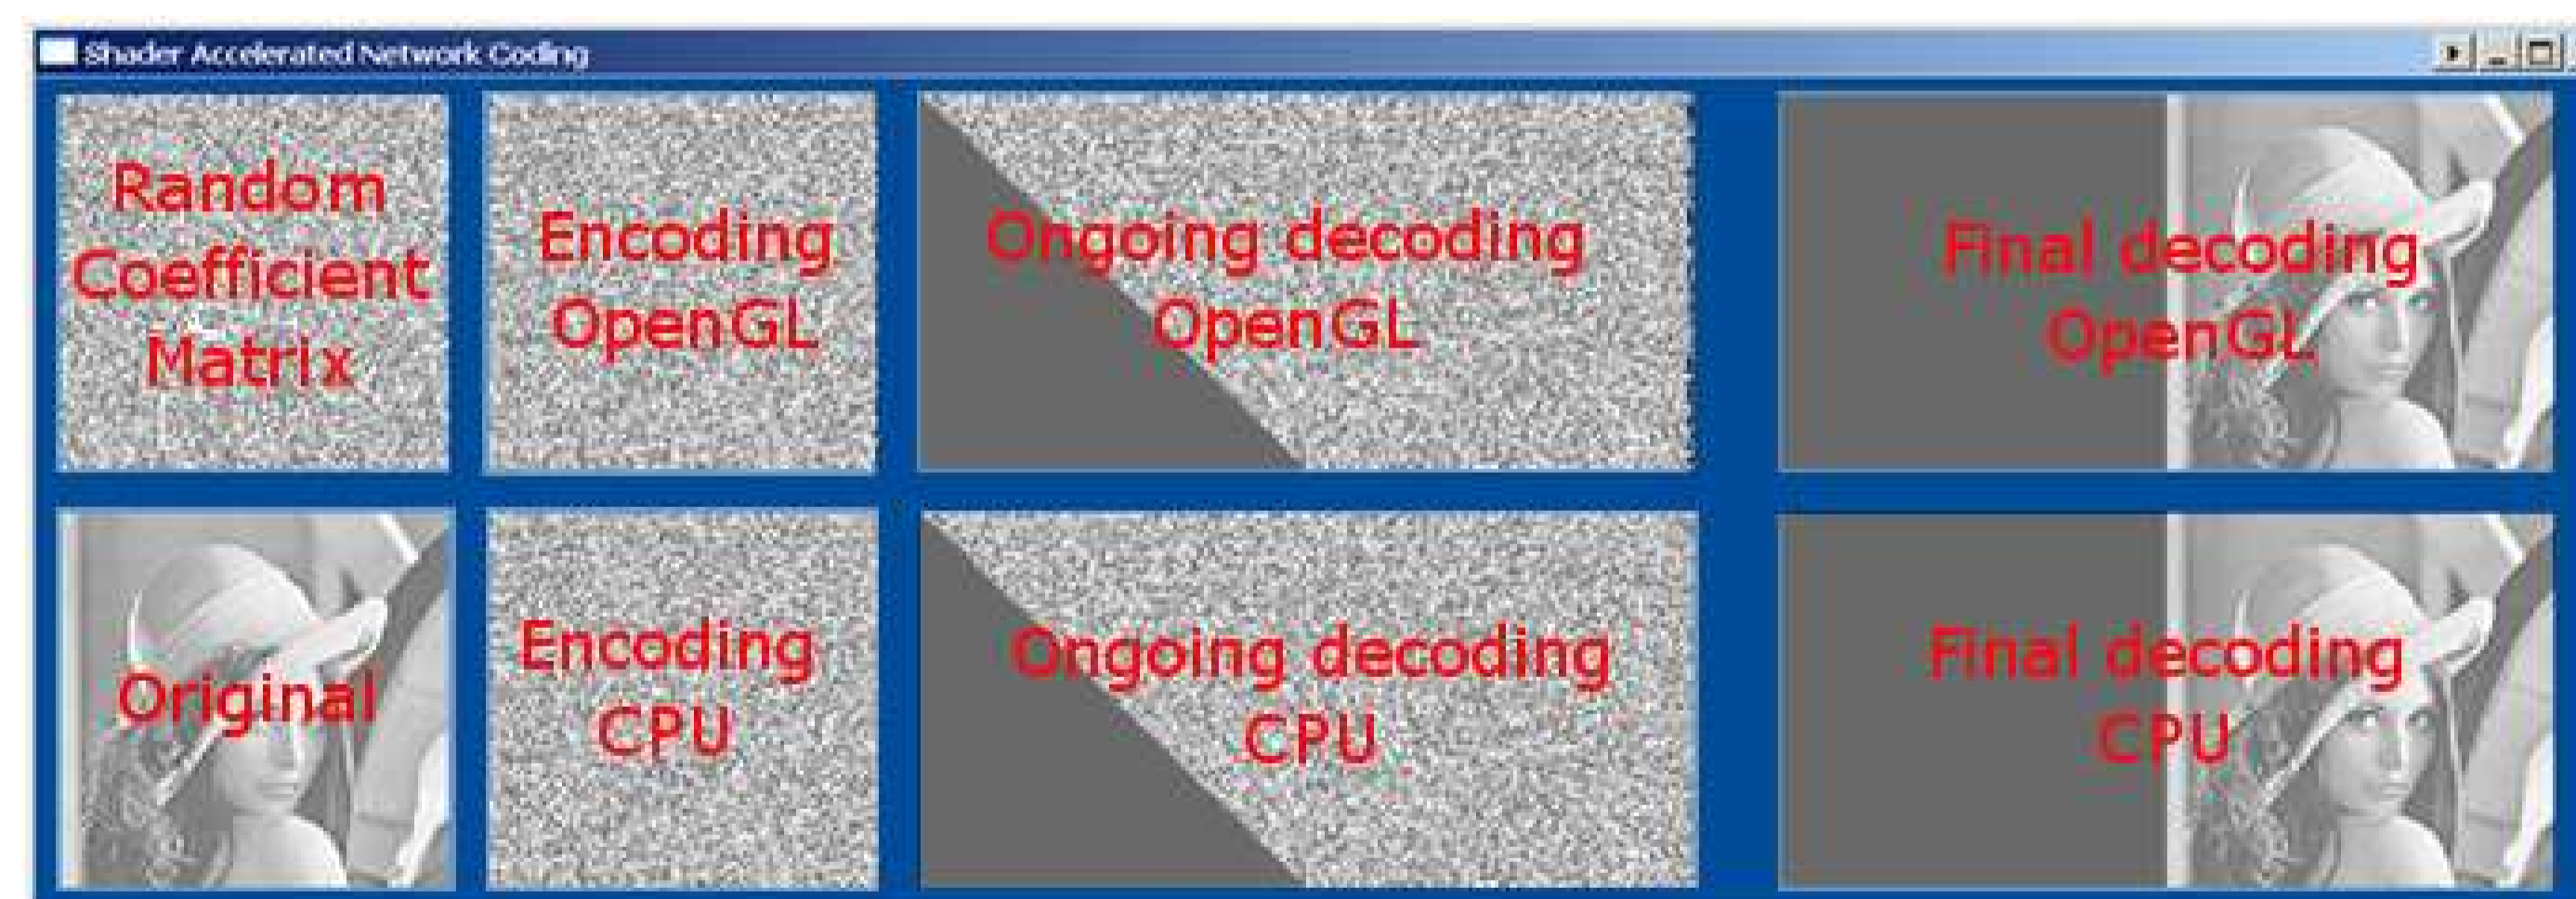 Shader Accelerated Network Coding
Random
Coefficient
Matrix
Encoding
OpenGL
Ongoing decoding
OpenGL
Final decoding
OpenGL
Original
Encoding
CPU
Ongoing decoding
CPU
Final decoding
CPU